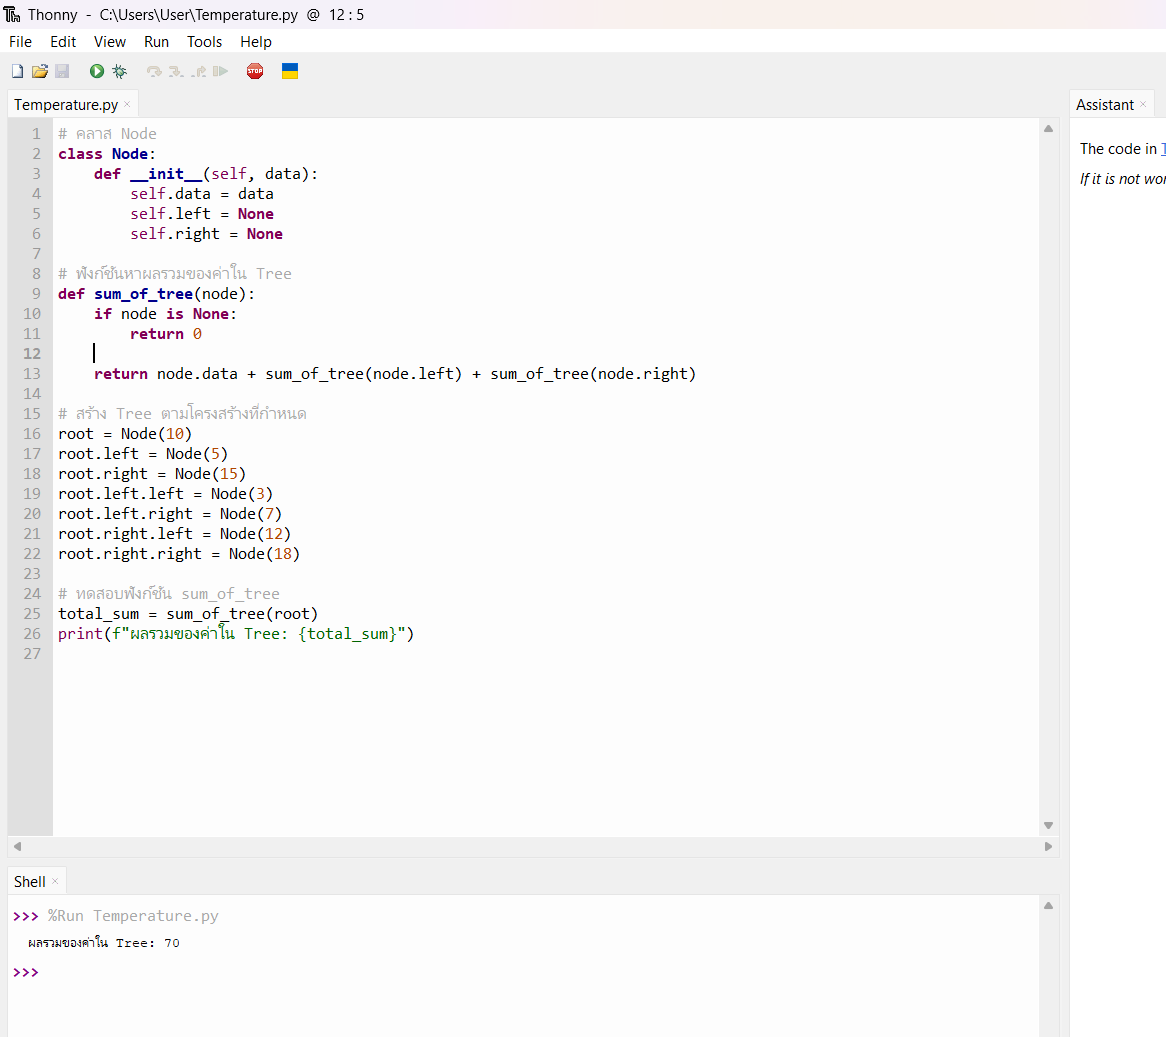 Thonny - C:\Users\User\Temperature.py @ 12 : 5
File Edit View Run Tools Help
STOP
Temperature.py ×
1 # คลาส Node
2 class Node:
3     def __init__(self, data):
4         self.data = data
5         self.left = None
6         self.right = None
7
8 # ฟังก์ชันหาผลรวมของค่าใน Tree
9 def sum_of_tree(node):
10     if node is None:
11         return 0
12
13     return node.data + sum_of_tree(node.left) + sum_of_tree(node.right)
14
15 # สร้าง Tree ตามโครงสร้างที่กำหนด
16 root = Node(10)
17 root.left = Node(5)
18 root.right = Node(15)
19 root.left.left = Node(3)
20 root.left.right = Node(7)
21 root.right.left = Node(12)
22 root.right.right = Node(18)
23
24 # ทดสอบฟังก์ชัน sum_of_tree
25 total_sum = sum_of_tree(root)
26 print(f"ผลรวมของค่าใน Tree: {total_sum}")
27
Assistant ×
The code in
If it is not wor
Shell ×
>>> %Run Temperature.py
ผลรวมของค่าใน Tree: 70
>>>